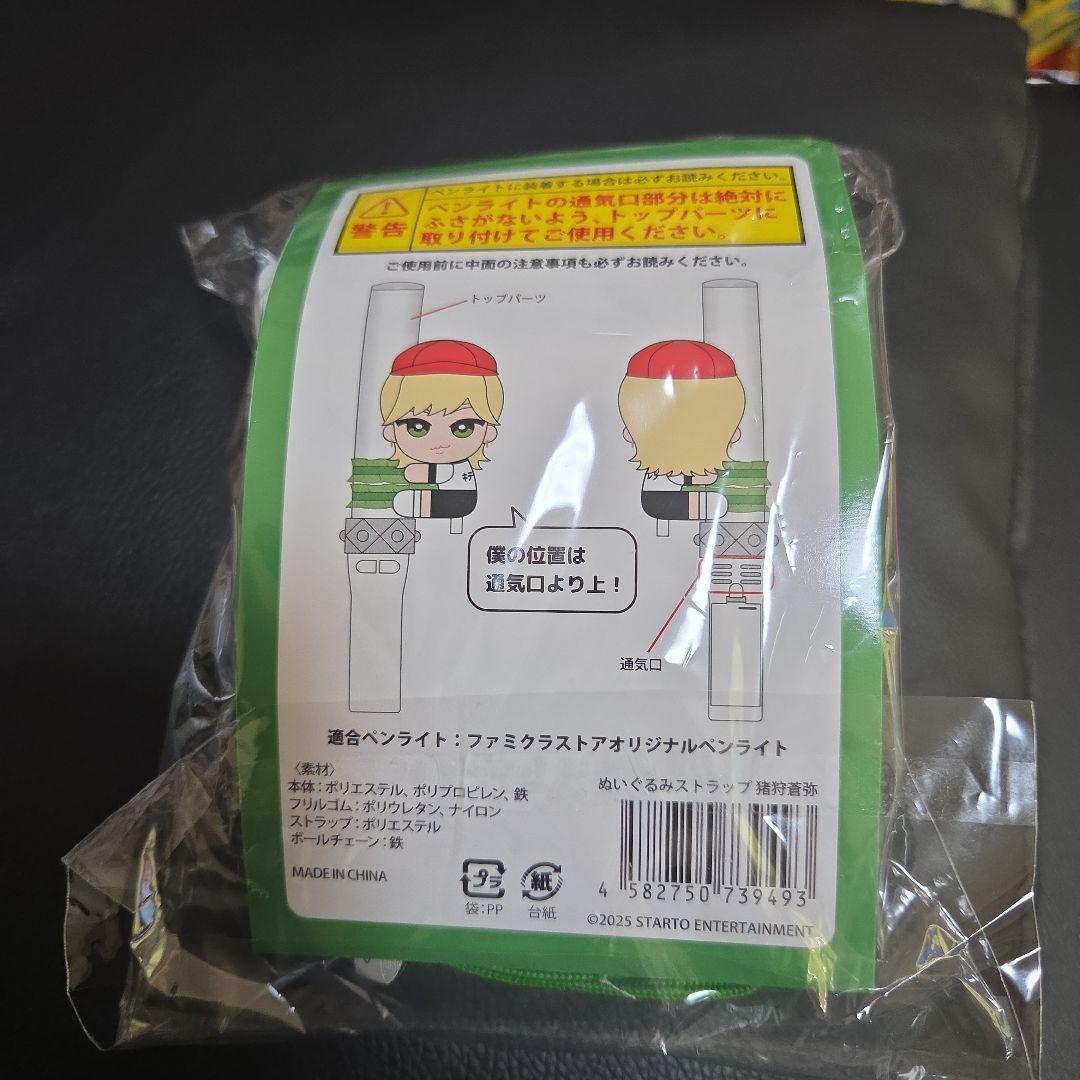 ペンライトに装着する場合は必ずお読みください。
警告
ペンライトの通気口部分は絶対に
ふさがないよう、トップパーツに
取り付けてご使用ください。
ご使用前に中面の注意事項も必ずお読みください。
トップパーツ
僕の位置は
通気口より上！
通気口
適合ペンライト：ファミクラストアオリジナルペンライト
〈素材〉
本体：ポリエステル、ポリプロピレン、鉄
フリルゴム：ポリウレタン、ナイロン
ストラップ：ポリエステル
ボールチェーン：鉄
MADE IN CHINA
プラ
袋：PP
紙
台紙
ぬいぐるみストラップ 猪狩蒼弥
4 582750 739493
©2025 STARTO ENTERTAINMENT